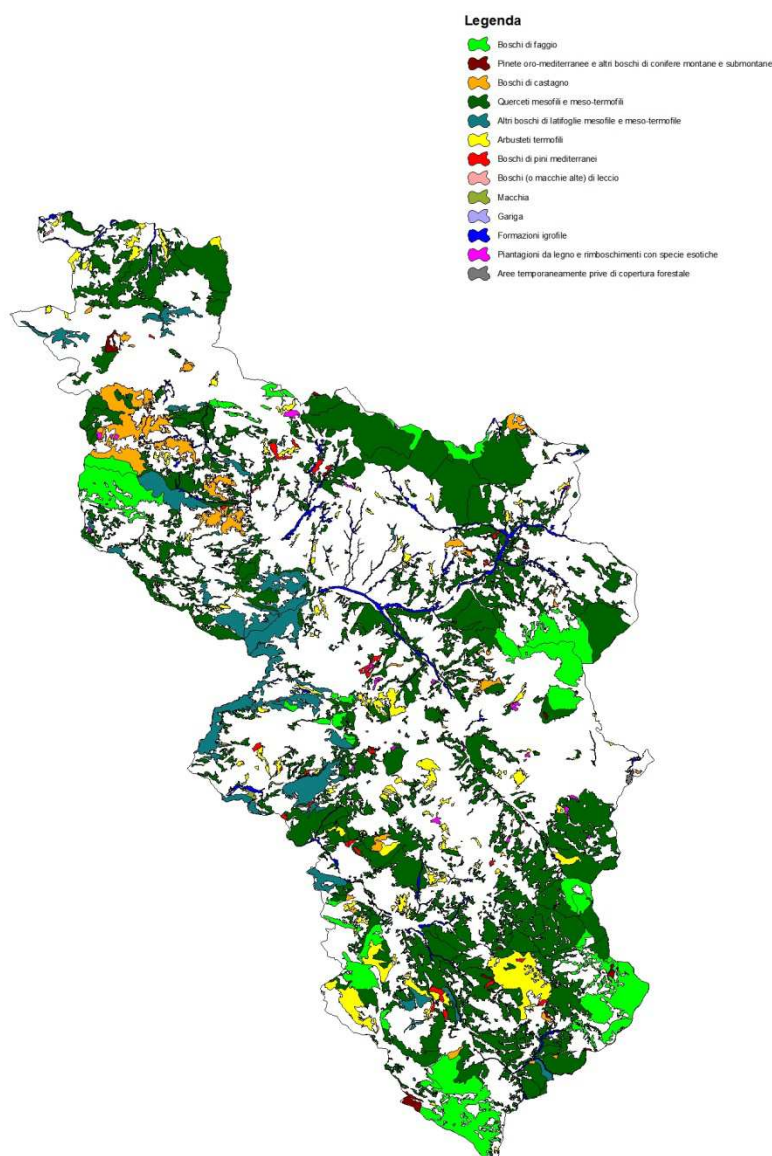 Legenda
Boschi di faggio
Pinete oro-mediterranee e altri boschi di conifere montane e submontane
Boschi di castagno
Querceti mesofili e meso-termofili
Altri boschi di latifoglie mesofile e meso-termofile
Arbusteti termofili
Boschi di pini mediterranei
Boschi (o macchie alte) di leccio
Macchia
Gariga
Formazioni igrofile
Piantagioni da legno e rimboschimenti con specie esotiche
Aree temporaneamente prive di copertura forestale